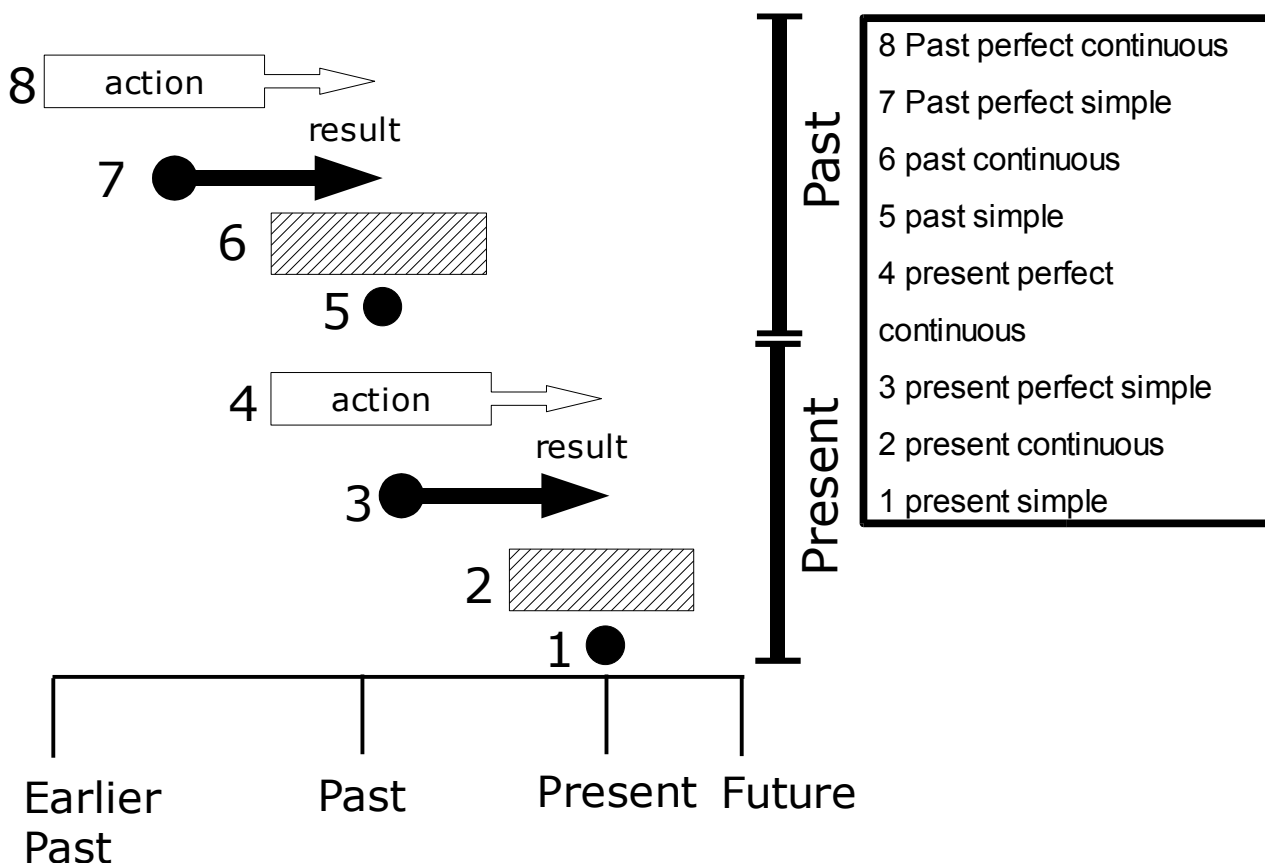 8 action
result
7
6
5
4 action
result
3
2
1
Earlier
Past
Past
Present
Future
Past
Present
8 Past perfect continuous
7 Past perfect simple
6 past continuous
5 past simple
4 present perfect
continuous
3 present perfect simple
2 present continuous
1 present simple